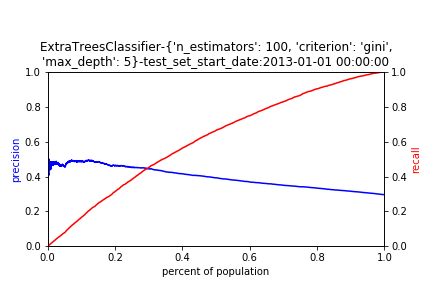 ExtraTreesClassifier-{'n_estimators': 100, 'criterion': 'gini',
'max_depth': 5}-test_set_start_date:2013-01-01 00:00:00
1.0
0.8
0.6
0.4
0.2
0.0
precision
1.0
0.8
0.6
0.4
0.2
0.0
recall
0.0 0.2 0.4 0.6 0.8 1.0
percent of population